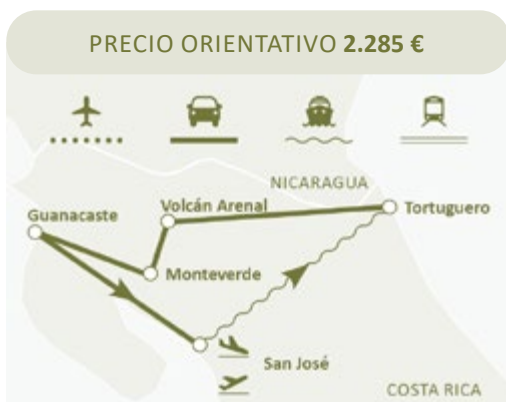 PRECIO ORIENTATIVO 2.285 €
NICARAGUA
Guanacaste
Volcán Arenal
Tortuguero
Monteverde
San José
COSTA RICA